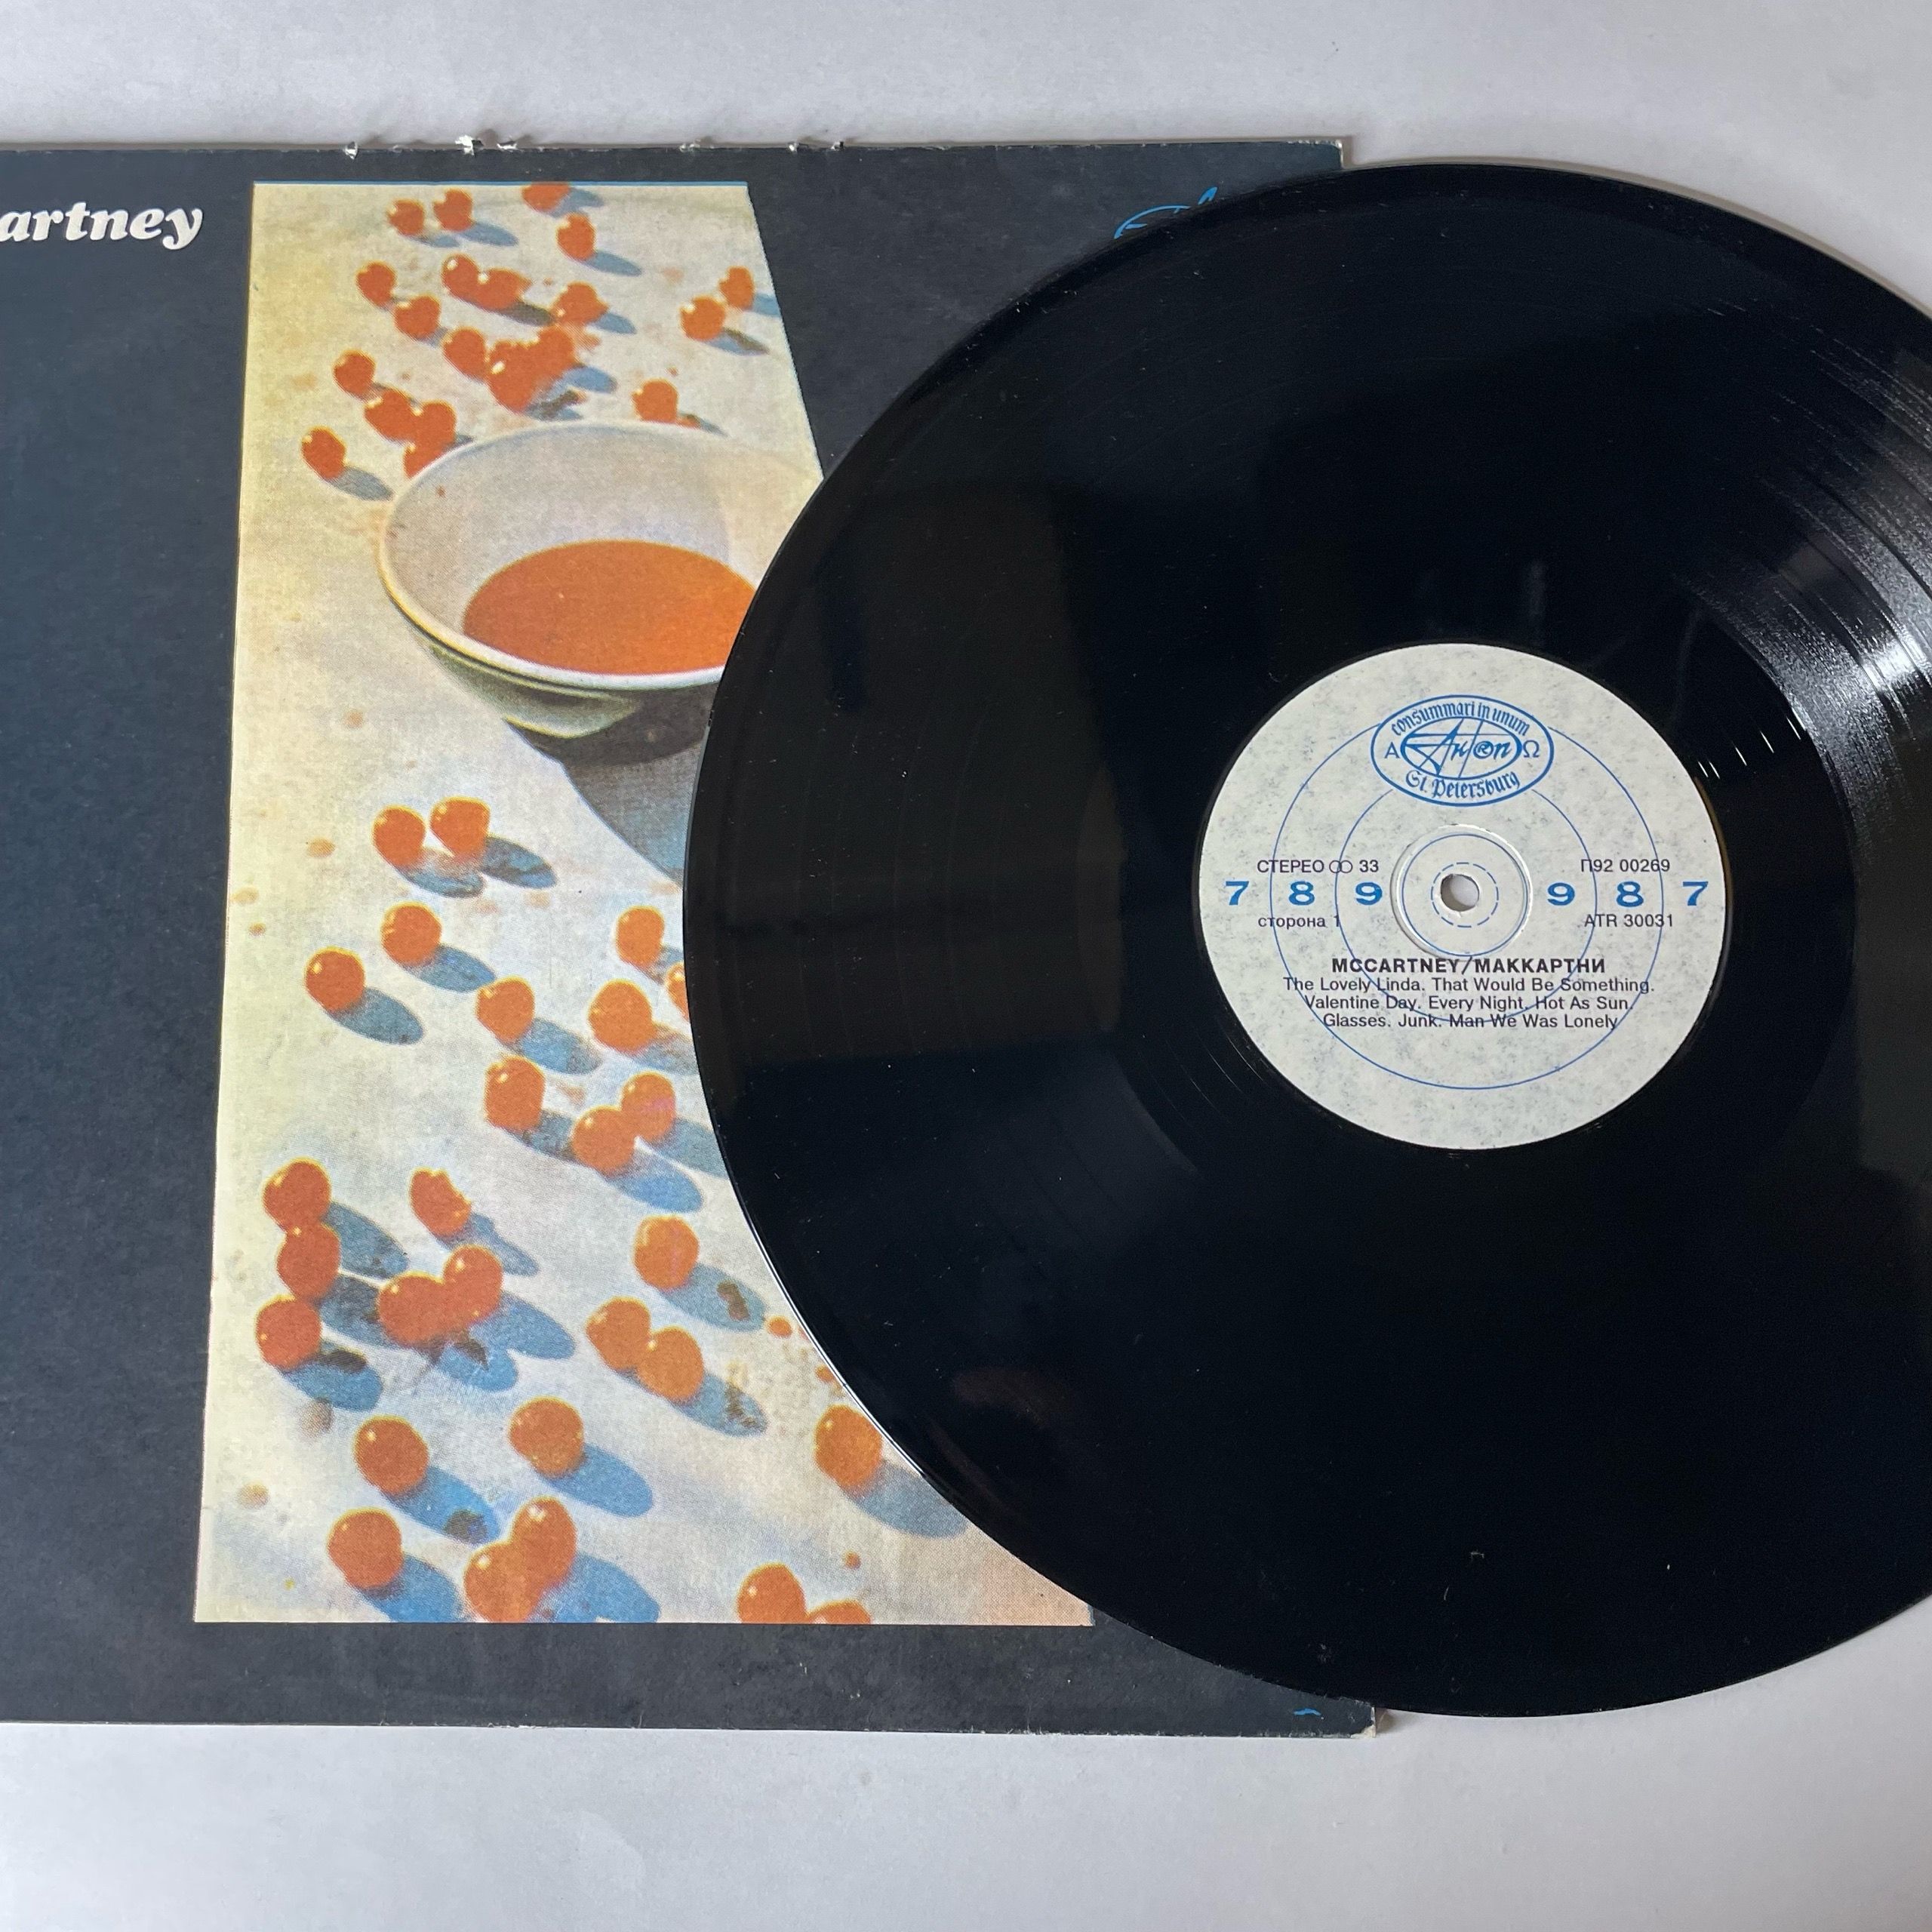 artney
consummari in unum
А Антоп Ω
St. Petersburg
СТЕРЕО 33
П92 00269
7 8 9 9 8 7
сторона 1
ATR 30031
MCCARTNEY/МАККАРТНИ
The Lovely Linda. That Would Be Something.
Valentine Day. Every Night. Hot As Sun.
Glasses. Junk. Man We Was Lonely